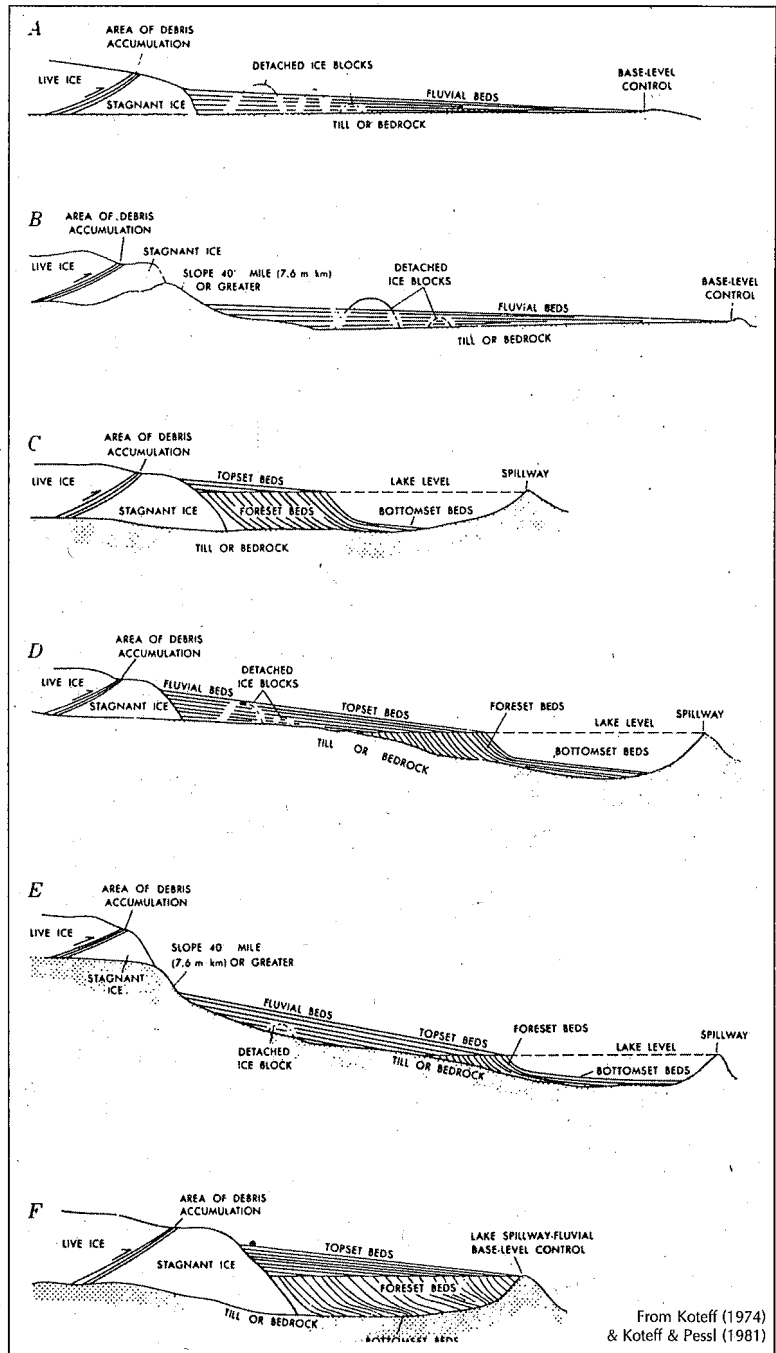 A
AREA OF DEBRIS
ACCUMULATION
LIVE ICE
STAGNANT ICE
DETACHED ICE BLOCKS
FLUVIAL BEDS
BASE-LEVEL
CONTROL
TILL OR BEDROCK
B
AREA OF DEBRIS
ACCUMULATION
STAGNANT ICE
LIVE ICE
SLOPE 40' MILE (7.6 m km)
OR GREATER
DETACHED
ICE BLOCKS
FLUVIAL BEDS
BASE-LEVEL
CONTROL
TILL OR BEDROCK
C
AREA OF DEBRIS
ACCUMULATION
LIVE ICE
STAGNANT ICE
TOPSET BEDS
FORESET BEDS
LAKE LEVEL
BOTTOMSET BEDS
SPILLWAY
TILL OR BEDROCK
D
AREA OF DEBRIS
ACCUMULATION
LIVE ICE
STAGNANT ICE
FLUVIAL BEDS
DETACHED
ICE BLOCKS
TOPSET BEDS
FORESET BEDS
LAKE LEVEL
SPILLWAY
BOTTOMSET BEDS
TILL OR BEDROCK
E
AREA OF DEBRIS
ACCUMULATION
LIVE ICE
STAGNANT
ICE
SLOPE 40' MILE
(7.6 m km) OR GREATER
FLUVIAL BEDS
DETACHED
ICE BLOCK
TOPSET BEDS
FORESET BEDS
LAKE LEVEL
SPILLWAY
TILL OR BEDROCK
BOTTOMSET BEDS
F
AREA OF DEBRIS
ACCUMULATION
LIVE ICE
STAGNANT ICE
TOPSET BEDS
FORESET BEDS
LAKE SPILLWAY-FLUVIAL
BASE-LEVEL CONTROL
TILL OR BEDROCK
BOTTOMSET BEDS
From Koteff (1974)
& Koteff & Pessl (1981)